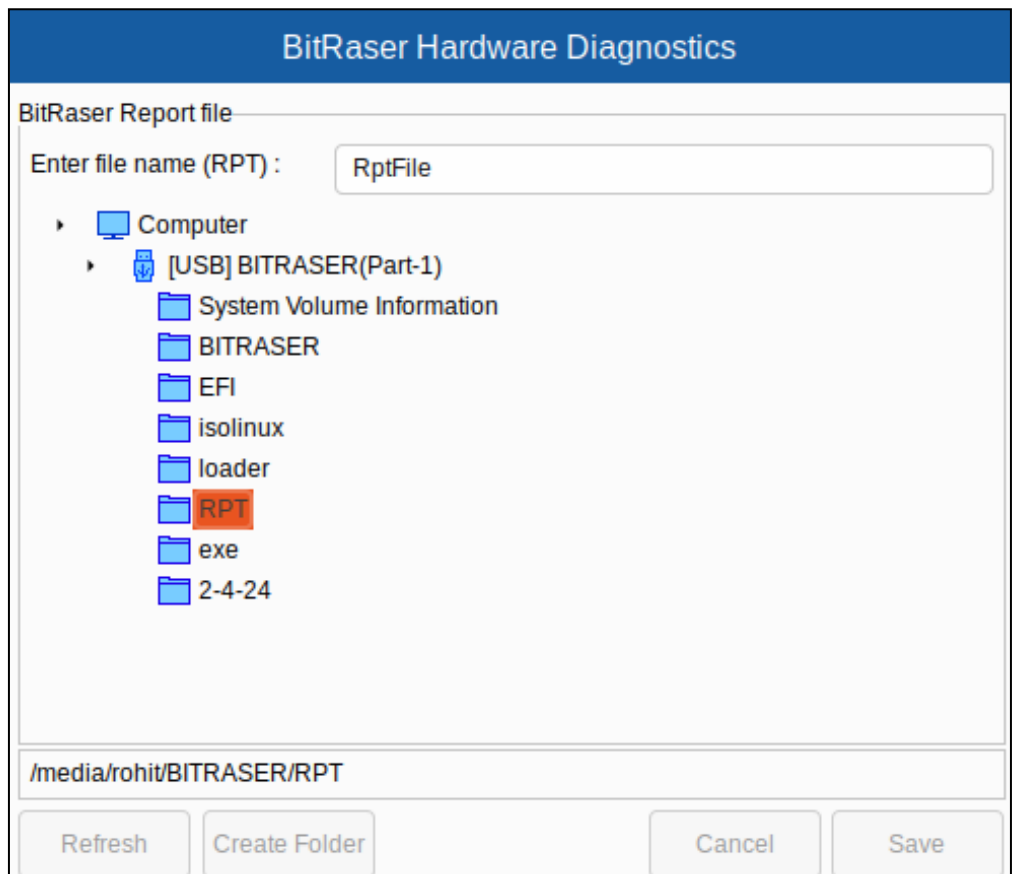 BitRaser Hardware Diagnostics
BitRaser Report file
Enter file name (RPT) : RptFile
Computer
[USB] BITRASER(Part-1)
System Volume Information
BITRASER
EFI
isolinux
loader
RPT
exe
2-4-24
/media/rohit/BITRASER/RPT
Refresh Create Folder Cancel Save